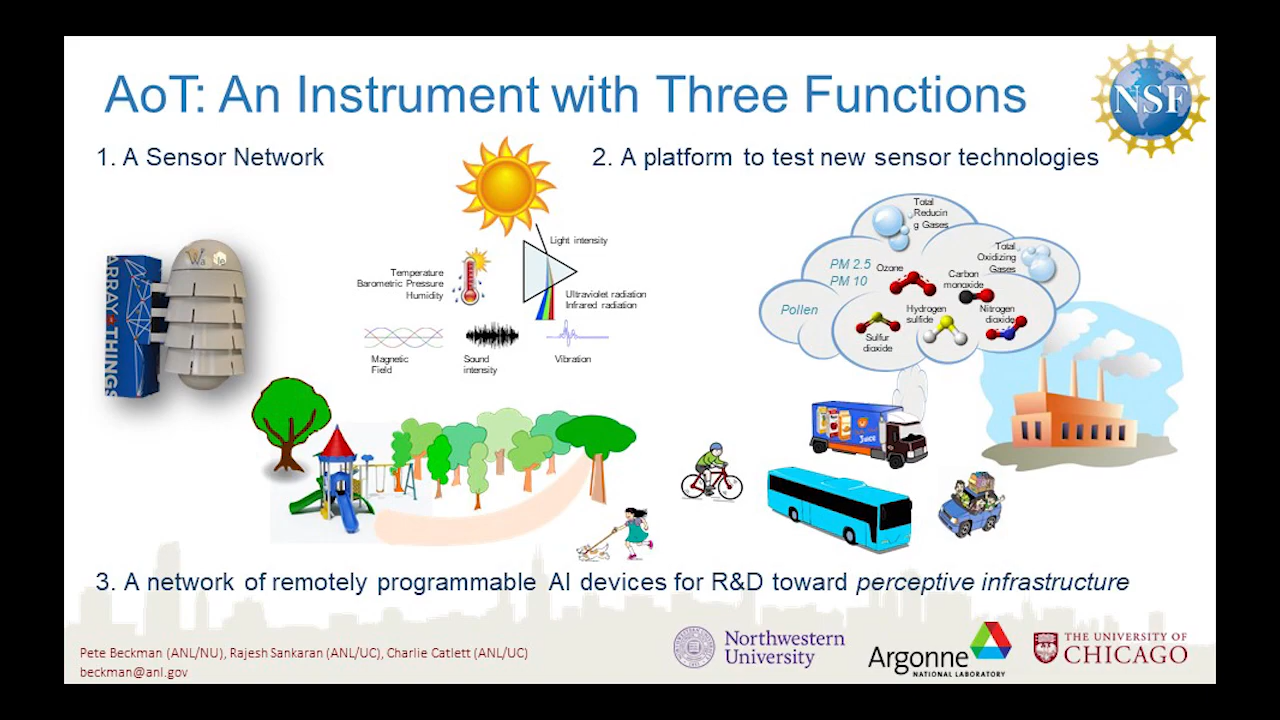 AoT: An Instrument with Three Functions
NSF
1. A Sensor Network
2. A platform to test new sensor technologies
Light intensity
Temperature
Barometric Pressure
Humidity
Ultraviolet radiation
Infrared radiation
Magnetic
Field
Sound
intensity
Vibration
ARRAY THINGS
Total
Reducin
g Gases
Total
Oxidizing
Gases
PM 2.5
PM 10
Ozone
Carbon
monoxide
Pollen
Hydrogen
sulfide
Nitrogen
dioxide
Sulfur
dioxide
JUICE
3. A network of remotely programmable AI devices for R&D toward perceptive infrastructure
Pete Beckman (ANL/NU), Rajesh Sankaran (ANL/UC), Charlie Catlett (ANL/UC)
beckman@anl.gov
Northwestern
University
Argonne
NATIONAL LABORATORY
THE UNIVERSITY OF
CHICAGO